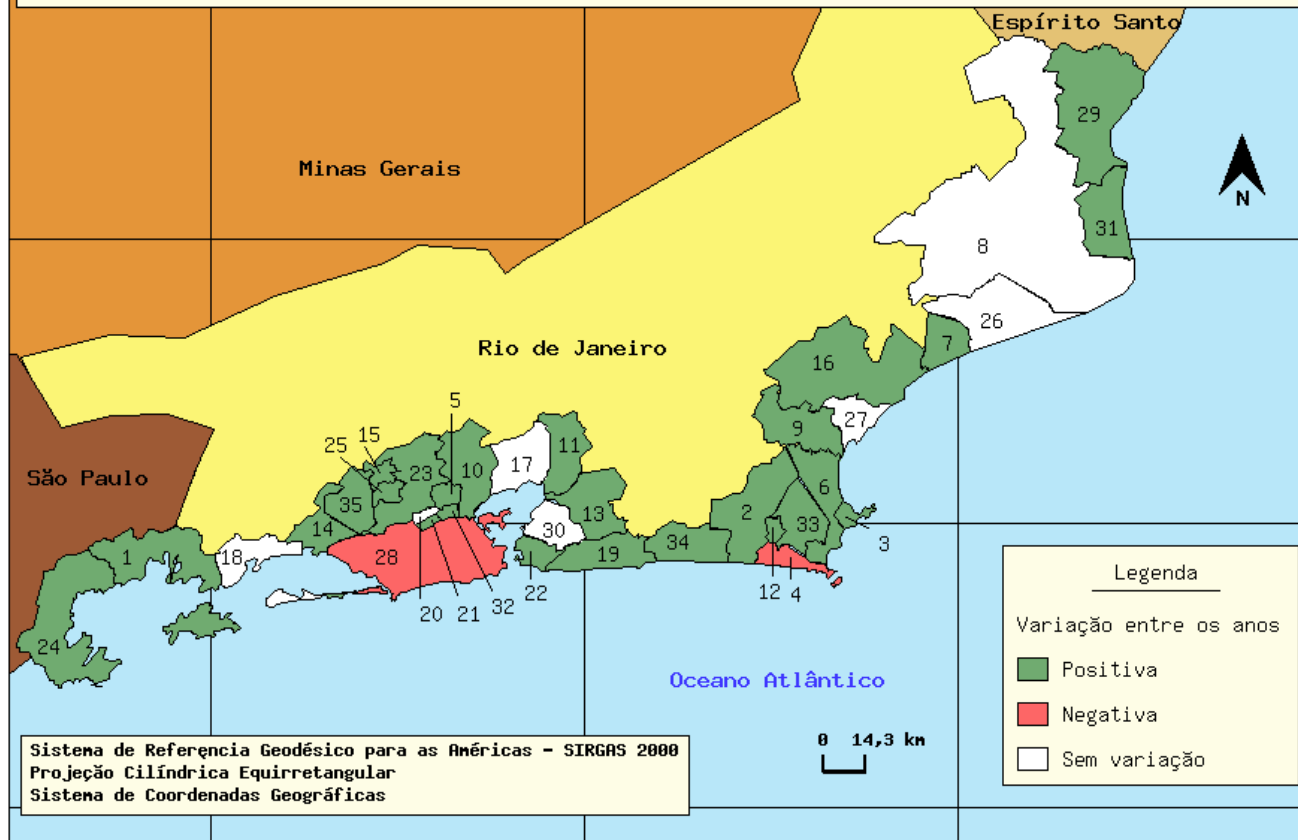 Espírito Santo
29
Minas Gerais
N
31
8
26
7
Rio de Janeiro
16
5
27
15
9
25
11
23
17
10
São Paulo
6
35
2
13
14
33
30
28
34
19
18
1
3
22
12
4
20
21
32
24
Legenda
Variação entre os anos
Positiva
Negativa
Sem variação
Oceano Atlântico
0 14,3 km
Sistema de Referençia Geodésico para as Américas - SIRGAS 2000
Projeção Cilíndrica Equirretangular
Sistema de Coordenadas Geográficas